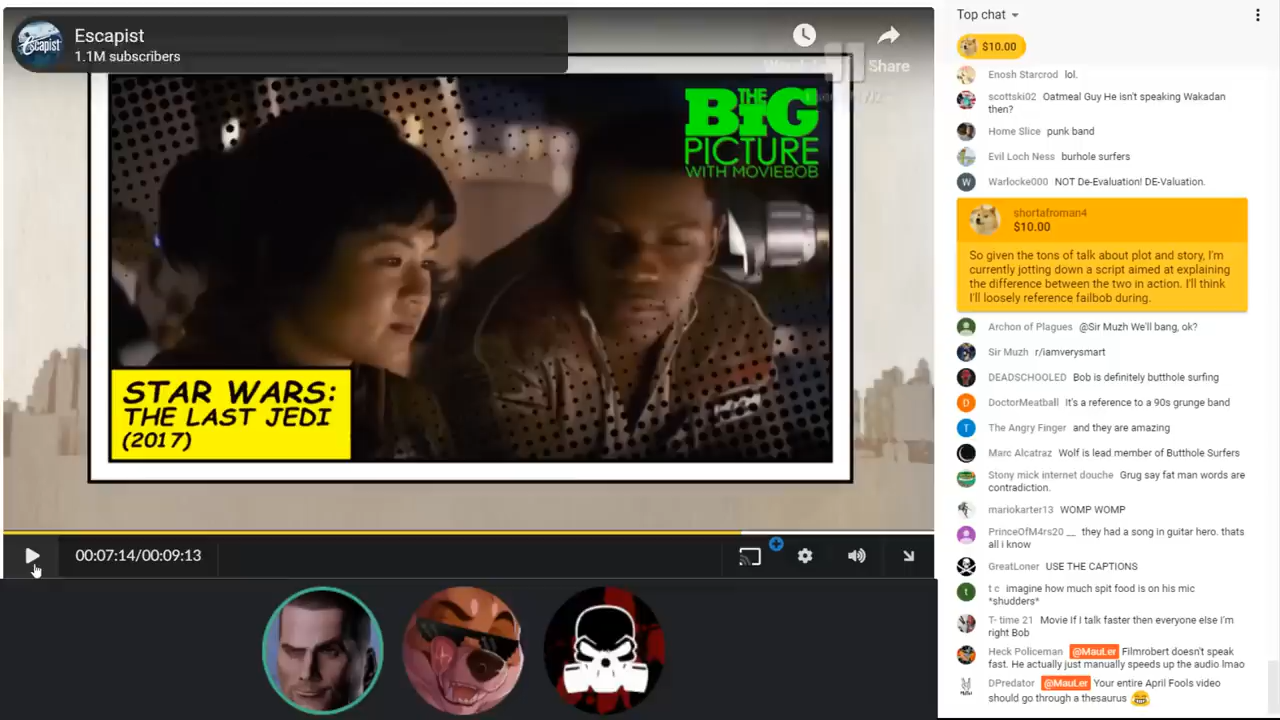 Escapist
1.1M subscribers
Share
THE
BIG
PICTURE
WITH MOVIEBOB
STAR WARS:
THE LAST JEDI
(2017)
00:07:14/00:09:13
Top chat
$10.00
Enosh Starcrod lol.
scottski02 Oatmeal Guy He isn't speaking Wakadan
then?
Home Slice punk band
Evil Loch Ness burhole surfers
W Warlocke000 NOT De-Evaluation! DE-Valuation.
shortafroman4
$10.00
So given the tons of talk about plot and story, I'm
currently jotting down a script aimed at explaining
the difference between the two in action. I'll think
I'll loosely reference failbob during.
Archon of Plagues @Sir Muzh We'll bang, ok?
Sir Muzh r/iamverysmart
DEADSCHOOLED Bob is definitely butthole surfing
D DoctorMeatball It's a reference to a 90s grunge band
T The Angry Finger and they are amazing
Marc Alcatraz Wolf is lead member of Butthole Surfers
Stony mick internet douche Grug say fat man words are
contradiction.
mariokarter13 WOMP WOMP
PrinceOfM4rs20 __ they had a song in guitar hero. thats
all i know
GreatLoner USE THE CAPTIONS
t t c imagine how much spit food is on his mic
*shudders*
T- time 21 Movie If I talk faster then everyone else I'm
right Bob
Heck Policeman @MauLer Filmrobert doesn't speak
fast. He actually just manually speeds up the audio lmao
DPredator @MauLer Your entire April Fools video
should go through a thesaurus